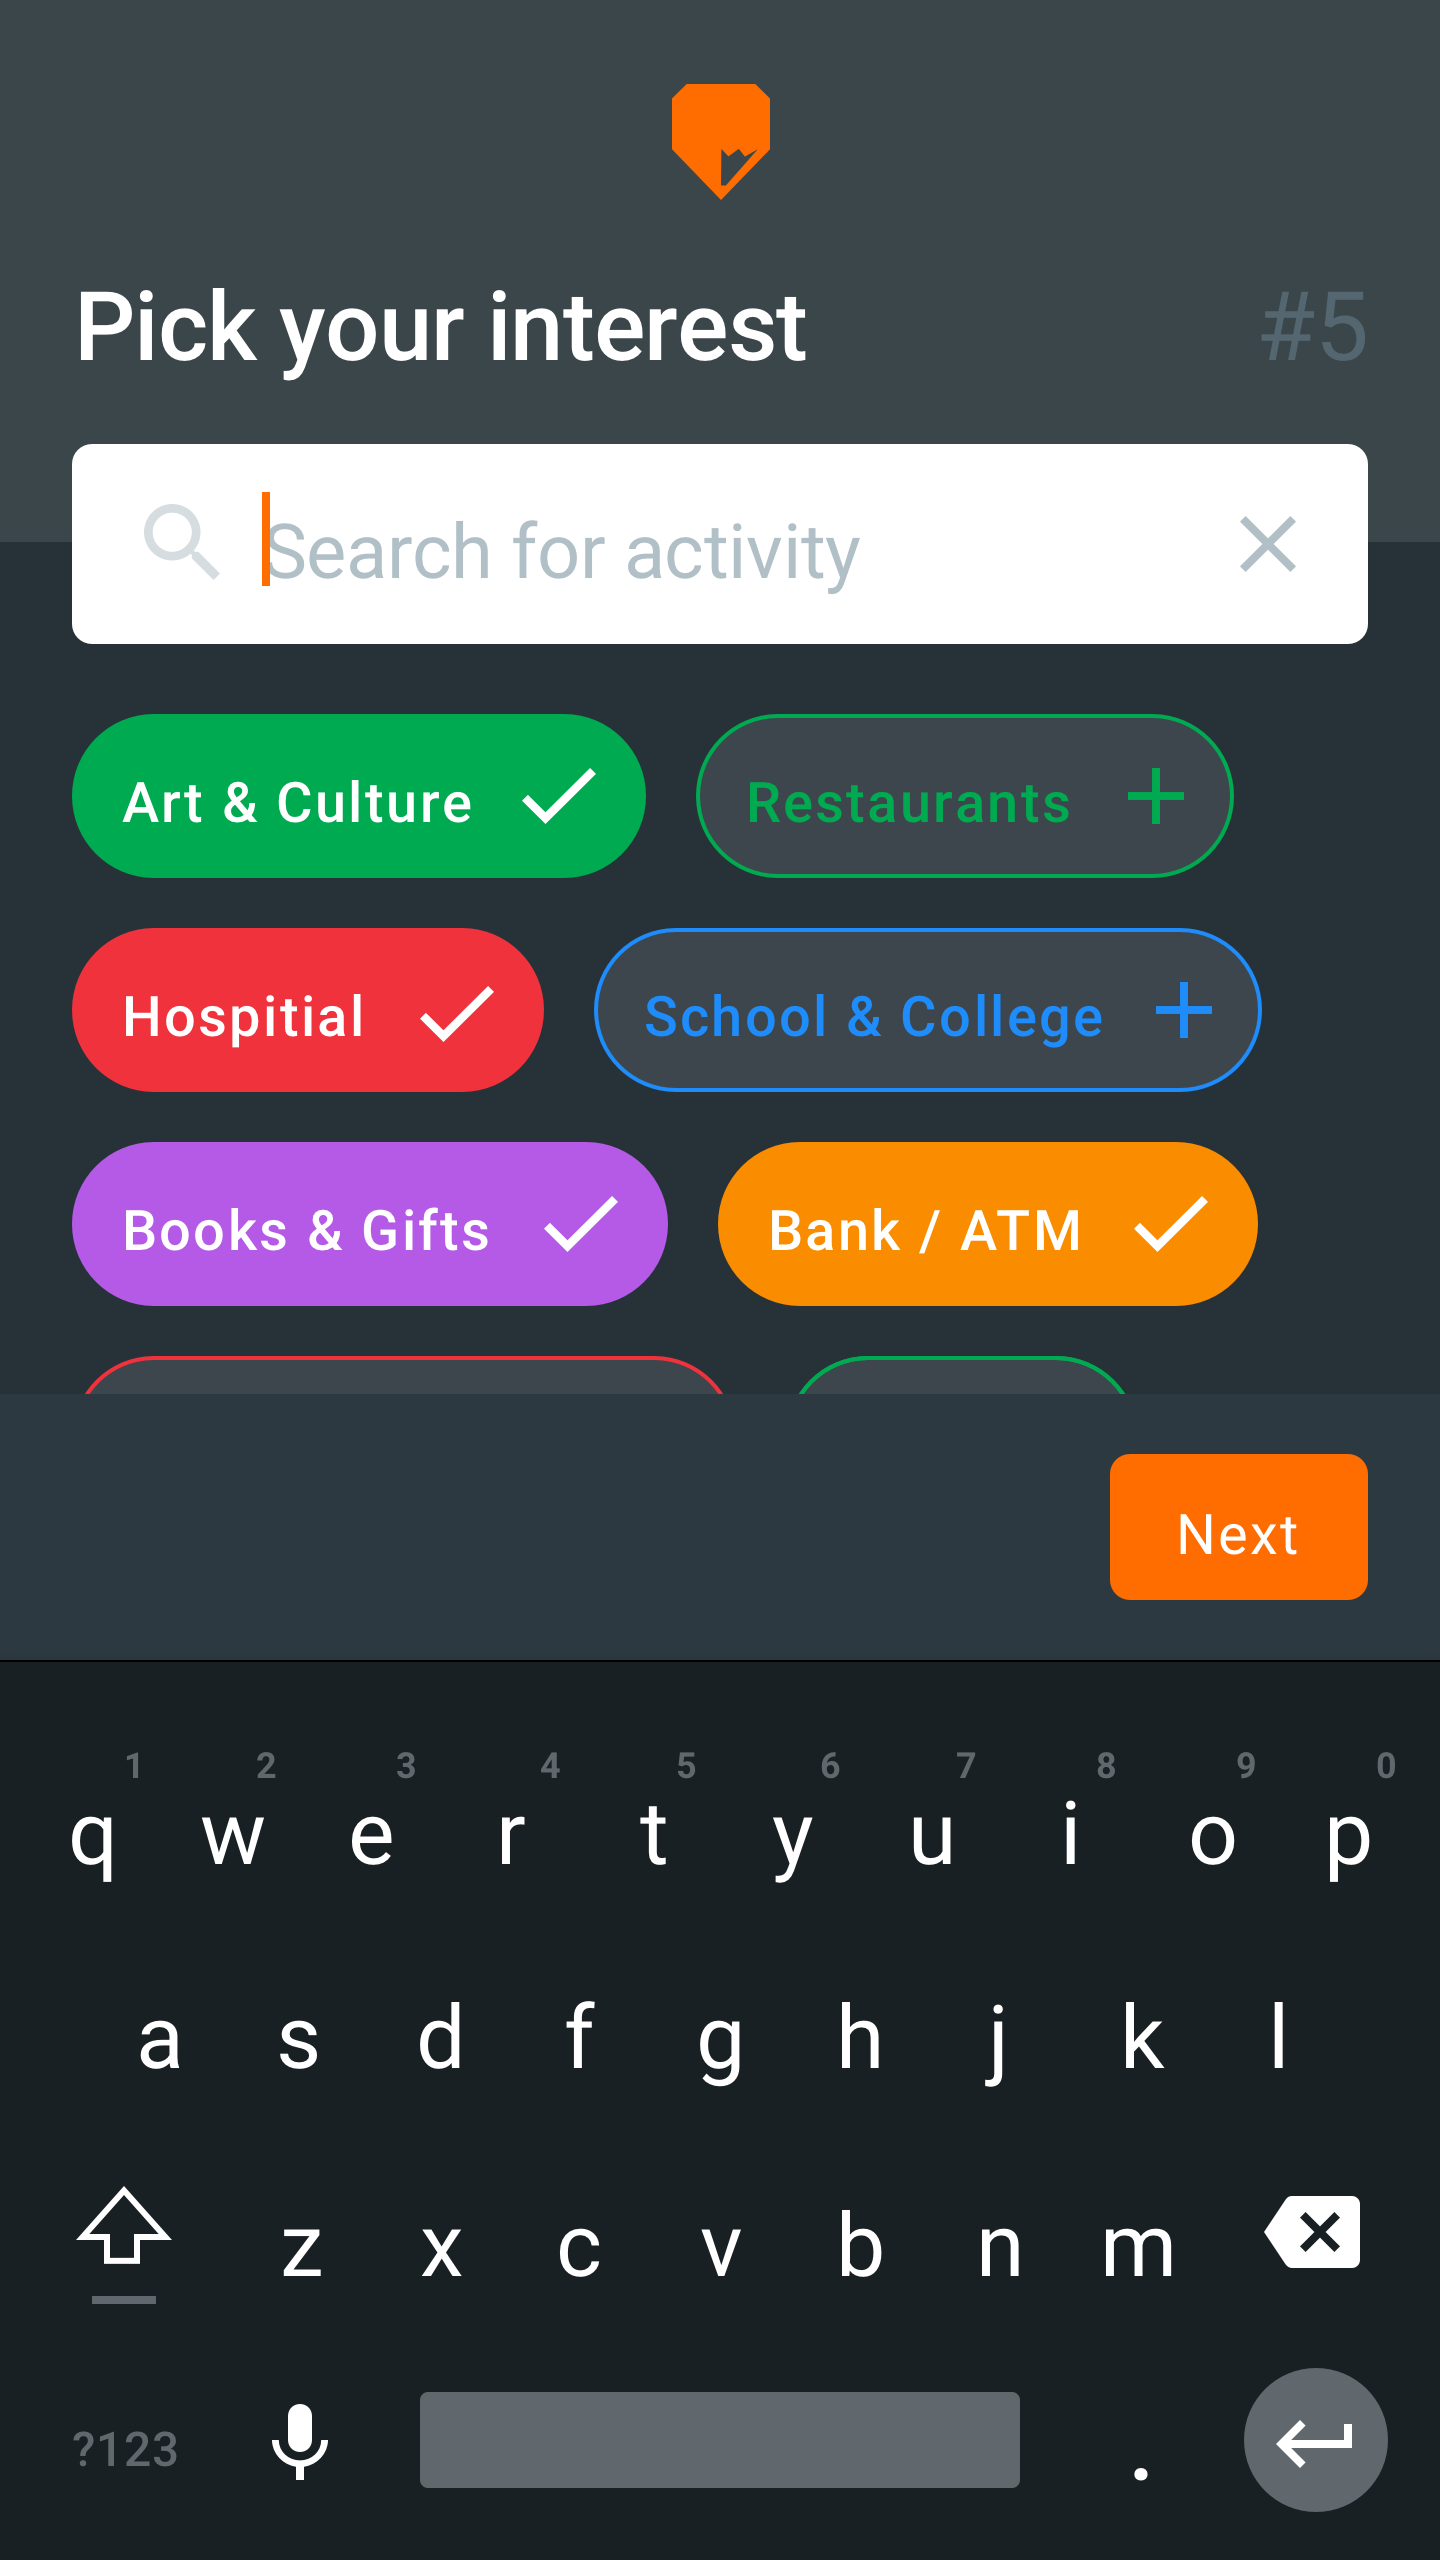 Pick your interest #5
Search for activity
Art & Culture Restaurants
Hospitial School & College
Books & Gifts Bank / ATM
Next
1 2 3 4 5 6 7 8 9 0
q w e r t y u i o p
a s d f g h j k l
z x c v b n m
?123 .